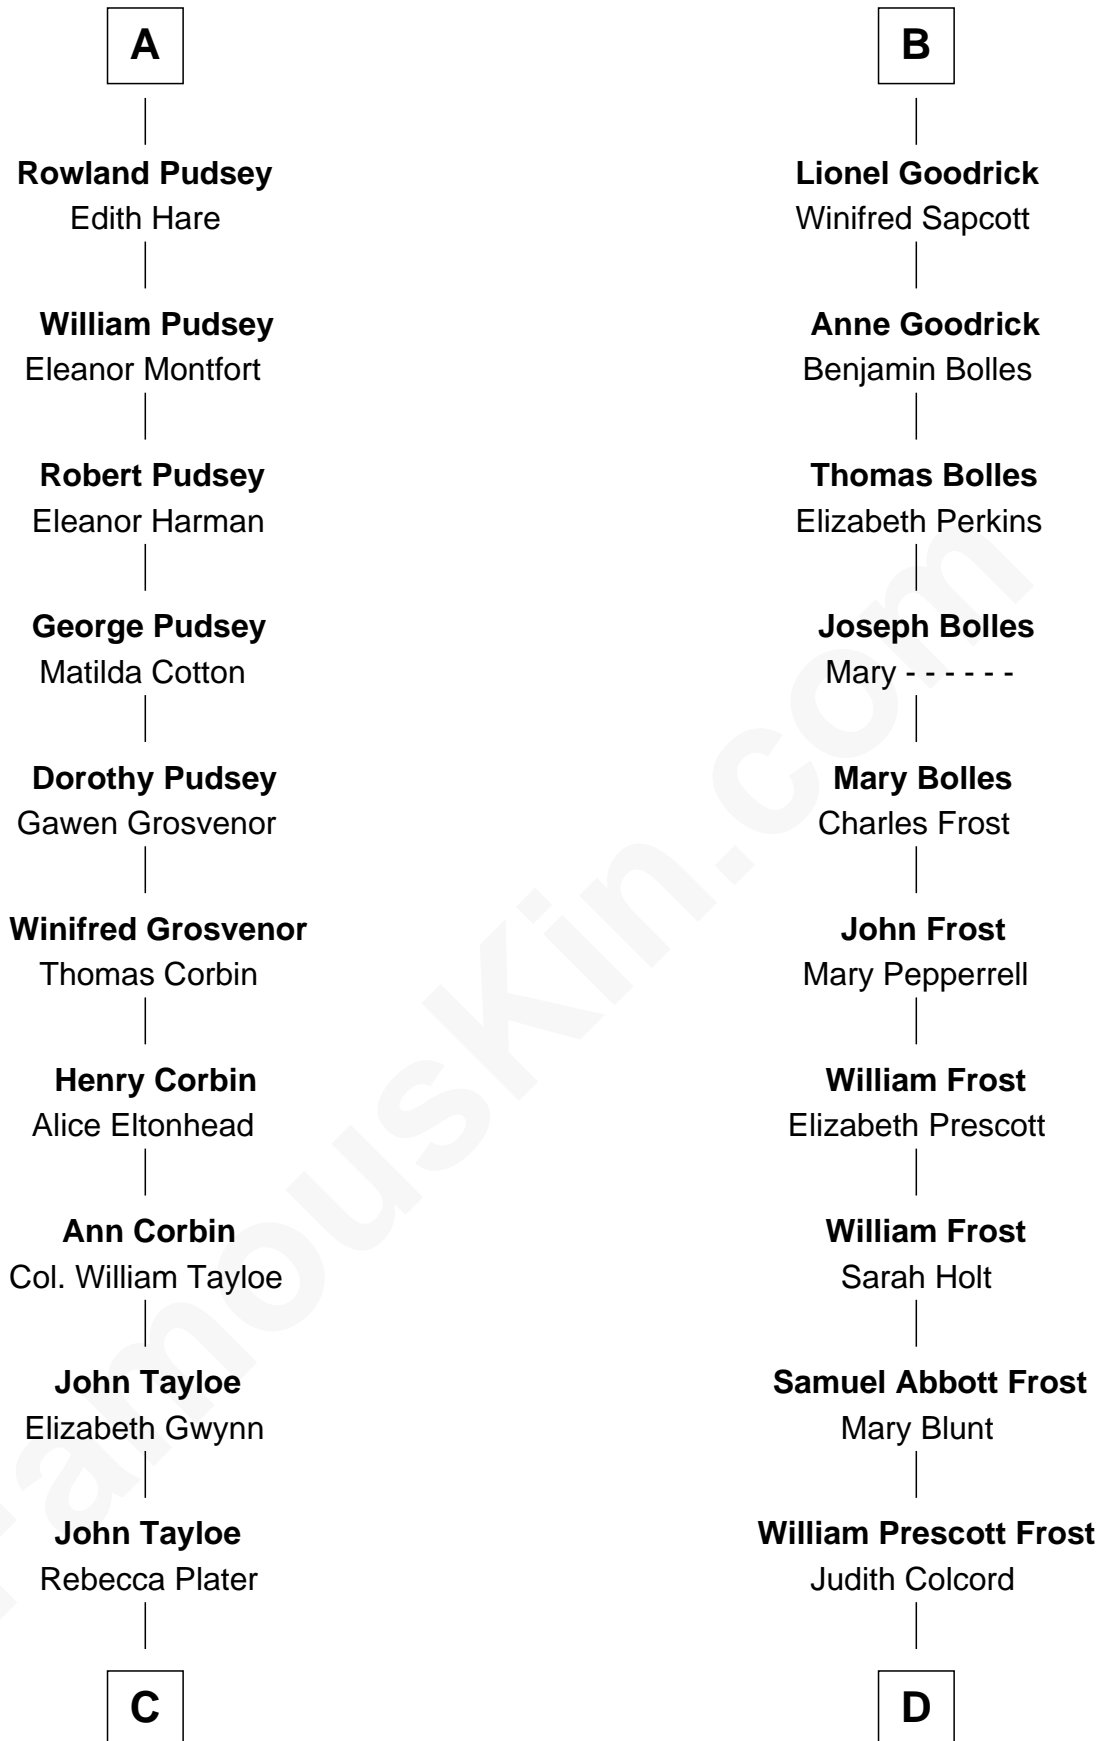 A
Rowland Pudsey
Edith Hare
William Pudsey
Eleanor Montfort
Robert Pudsey
Eleanor Harman
George Pudsey
Matilda Cotton
Dorothy Pudsey
Gawen Grosvenor
Winifred Grosvenor
Thomas Corbin
Henry Corbin
Alice Eltonhead
Ann Corbin
Col. William Tayloe
John Tayloe
Elizabeth Gwynn
John Tayloe
Rebecca Plater
C
B
Lionel Goodrick
Winifred Sapcott
Anne Goodrick
Benjamin Bolles
Thomas Bolles
Elizabeth Perkins
Joseph Bolles
Mary - - - - - -
Mary Bolles
Charles Frost
John Frost
Mary Pepperrell
William Frost
Elizabeth Prescott
William Frost
Sarah Holt
Samuel Abbott Frost
Mary Blunt
William Prescott Frost
Judith Colcord
D
FamousKin.com